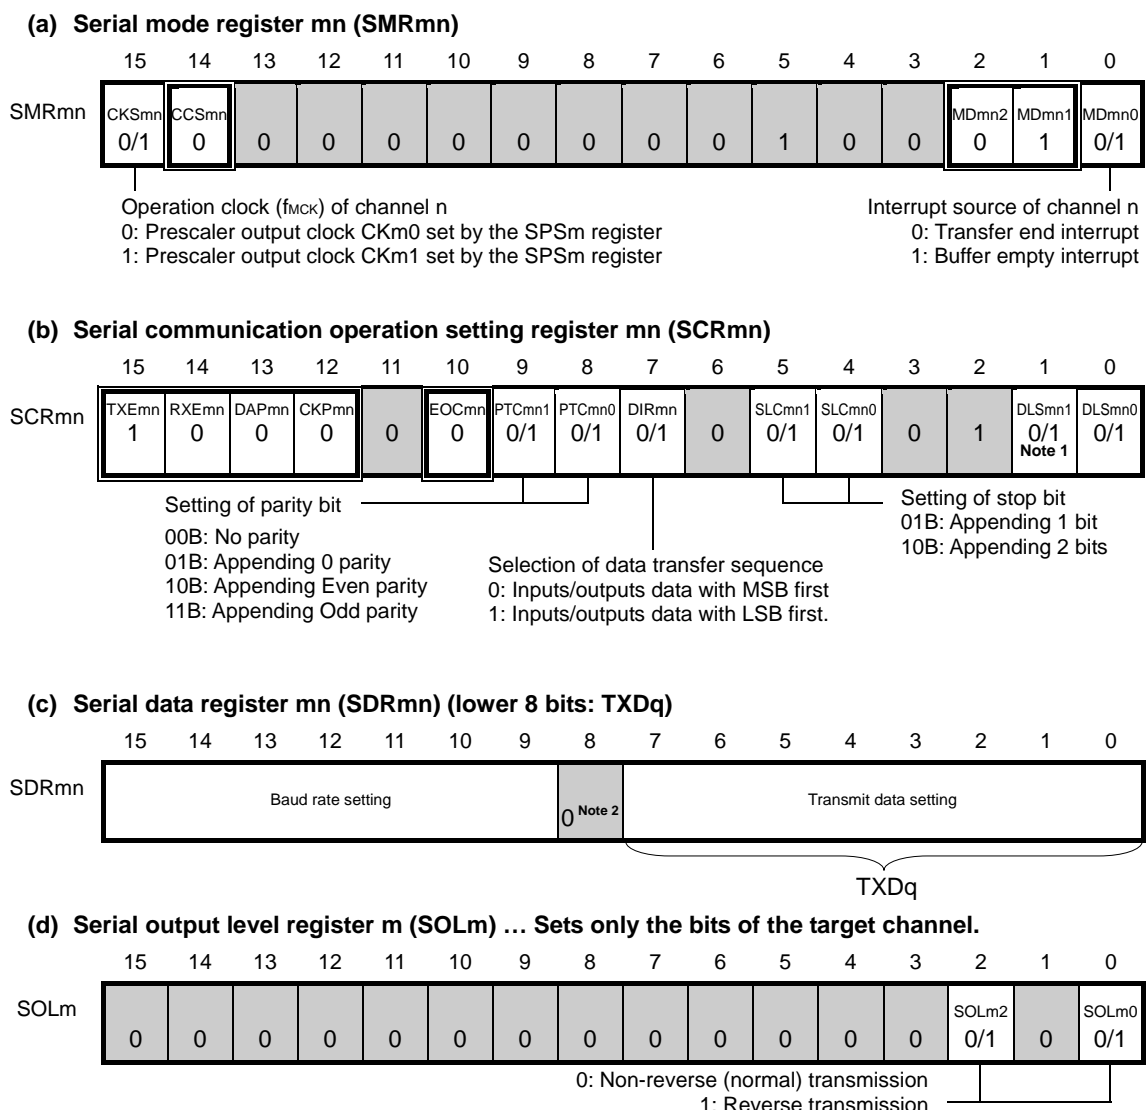 (a) Serial mode register mn (SMRmn)
15 14 13 12 11 10 9 8 7 6 5 4 3 2 1 0
SMRmn
CKSmn CCSmn MDmn2 MDmn1 MDmn0
0/1 0 0 0 0 0 0 0 0 0 1 0 0 0 1 0/1
Operation clock (fMCK) of channel n
0: Prescaler output clock CKm0 set by the SPSm register
1: Prescaler output clock CKm1 set by the SPSm register
Interrupt source of channel n
0: Transfer end interrupt
1: Buffer empty interrupt
(b) Serial communication operation setting register mn (SCRmn)
15 14 13 12 11 10 9 8 7 6 5 4 3 2 1 0
SCRmn
TXEmn RXEmn DAPmn CKPmn EOCmn PTCmn1 PTCmn0 DIRmn SLCmn1 SLCmn0 DLSmn1 DLSmn0
1 0 0 0 0 0 0/1 0/1 0/1 0 0/1 0/1 0 1 0/1 0/1
Note 1
Setting of parity bit
00B: No parity
01B: Appending 0 parity
10B: Appending Even parity
11B: Appending Odd parity
Selection of data transfer sequence
0: Inputs/outputs data with MSB first
1: Inputs/outputs data with LSB first.
Setting of stop bit
01B: Appending 1 bit
10B: Appending 2 bits
(c) Serial data register mn (SDRmn) (lower 8 bits: TXDq)
15 14 13 12 11 10 9 8 7 6 5 4 3 2 1 0
SDRmn
Baud rate setting
0 Note 2
Transmit data setting
TXDq
(d) Serial output level register m (SOLm) … Sets only the bits of the target channel.
15 14 13 12 11 10 9 8 7 6 5 4 3 2 1 0
SOLm
SOLm2 SOLm0
0 0 0 0 0 0 0 0 0 0 0 0 0 0/1 0 0/1
0: Non-reverse (normal) transmission
1: Reverse transmission